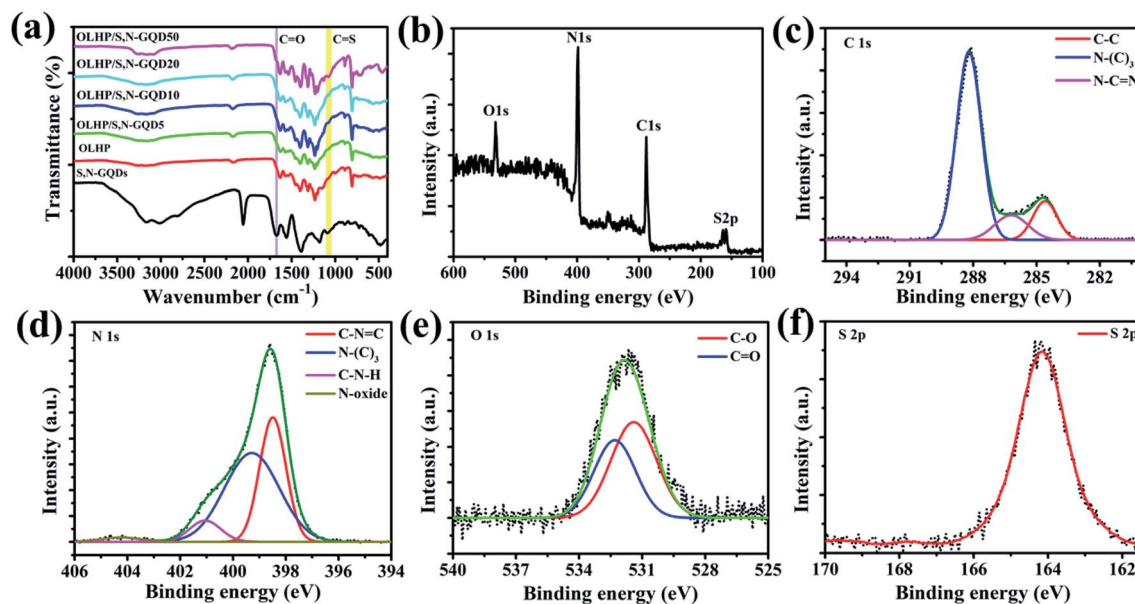 (a)
OLHP/S,N-GQD50
C=O
C=S
OLHP/S,N-GQD20
OLHP/S,N-GQD10
OLHP/S,N-GQD5
OLHP
S,N-GQDs
Transmittance (%)
4000 3500 3000 2500 2000 1500 1000 500
Wavenumber (cm⁻¹)
(b)
N1s
O1s
C1s
S2p
Intensity (a.u.)
600 500 400 300 200 100
Binding energy (eV)
(c)
C 1s
C-C
N-(C)₃
N-C=N
Intensity (a.u.)
294 291 288 285 282
Binding energy (eV)
(d)
N 1s
C-N=C
N-(C)₃
C-N-H
N-oxide
Intensity (a.u.)
406 404 402 400 398 396 394
Binding energy (eV)
(e)
O 1s
C-O
C=O
Intensity (a.u.)
540 537 534 531 528 525
Binding energy (eV)
(f)
S 2p
S 2p
Intensity (a.u.)
170 168 166 164 162
Binding energy (eV)